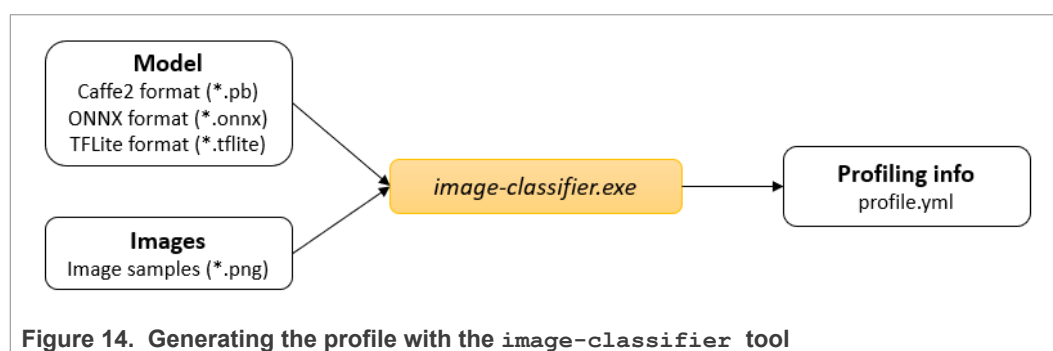 Model
Caffe2 format (*.pb)
ONNX format (*.onnx)
TFLite format (*.tflite)
image-classifier.exe
Profiling info
profile.yml
Images
Image samples (*.png)
Figure 14. Generating the profile with the image-classifier tool